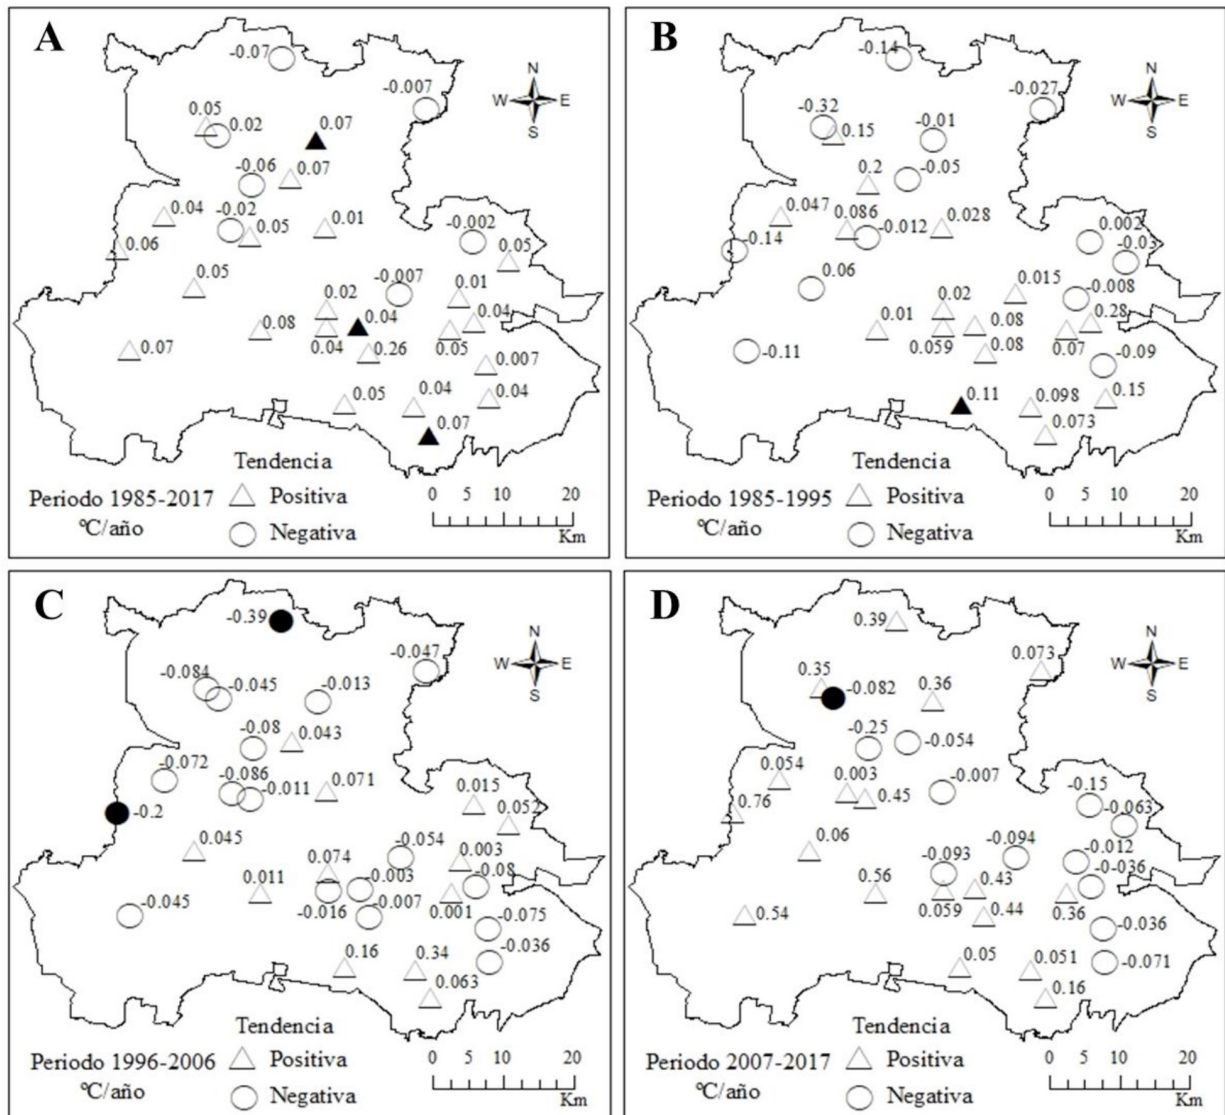 A
-0.07
-0.007
N
W E
S
0.05
0.02
0.07
-0.06
0.07
0.04
-0.02
0.05
0.01
-0.002
0.05
0.06
0.05
-0.007
0.01
0.02
0.04
0.04
0.08
0.04
0.26
0.05
0.007
0.07
0.05
0.04
0.04
0.07
Tendencia
Periodo 1985-2017
Positiva
°C/año
Negativa
0 5 10 20
Km
B
-0.14
-0.027
N
W E
S
-0.32
0.15
-0.01
-0.05
0.2
0.047
0.086
-0.012
0.028
0.002
-0.03
-0.14
0.06
0.015
-0.008
0.02
0.28
0.01
0.059
0.08
0.07
0.08
-0.09
-0.11
0.11
0.098
0.15
0.073
Tendencia
Periodo 1985-1995
Positiva
°C/año
Negativa
0 5 10 20
Km
C
-0.39
-0.047
N
W E
S
-0.084
-0.045
-0.013
-0.08
0.043
-0.072
-0.086
-0.011
0.071
0.015
0.052
-0.2
0.045
-0.054
0.003
0.074
-0.08
0.011
-0.003
-0.016
-0.007
0.001
-0.075
-0.045
-0.036
0.16
0.34
0.063
Tendencia
Periodo 1996-2006
Positiva
°C/año
Negativa
0 5 10 20
Km
D
0.39
0.073
N
W E
S
0.35
-0.082
0.36
-0.25
-0.054
0.054
0.003
0.45
-0.007
-0.15
-0.063
0.76
0.06
-0.094
-0.012
-0.093
-0-036
0.56
0.43
0.059
0.44
0.36
-0.036
0.54
0.05
0.051
-0.071
0.16
Tendencia
Periodo 2007-2017
Positiva
°C/año
Negativa
0 5 10 20
Km